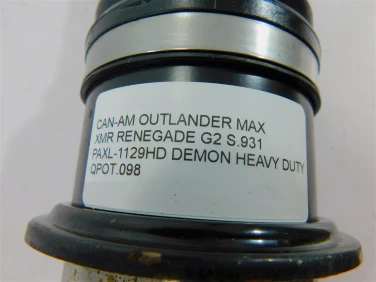 CAN-AM OUTLANDER MAX
XMR RENEGADE G2 S.931
PAXL-1129HD DEMON HEAVY DUTY
QPOT.098